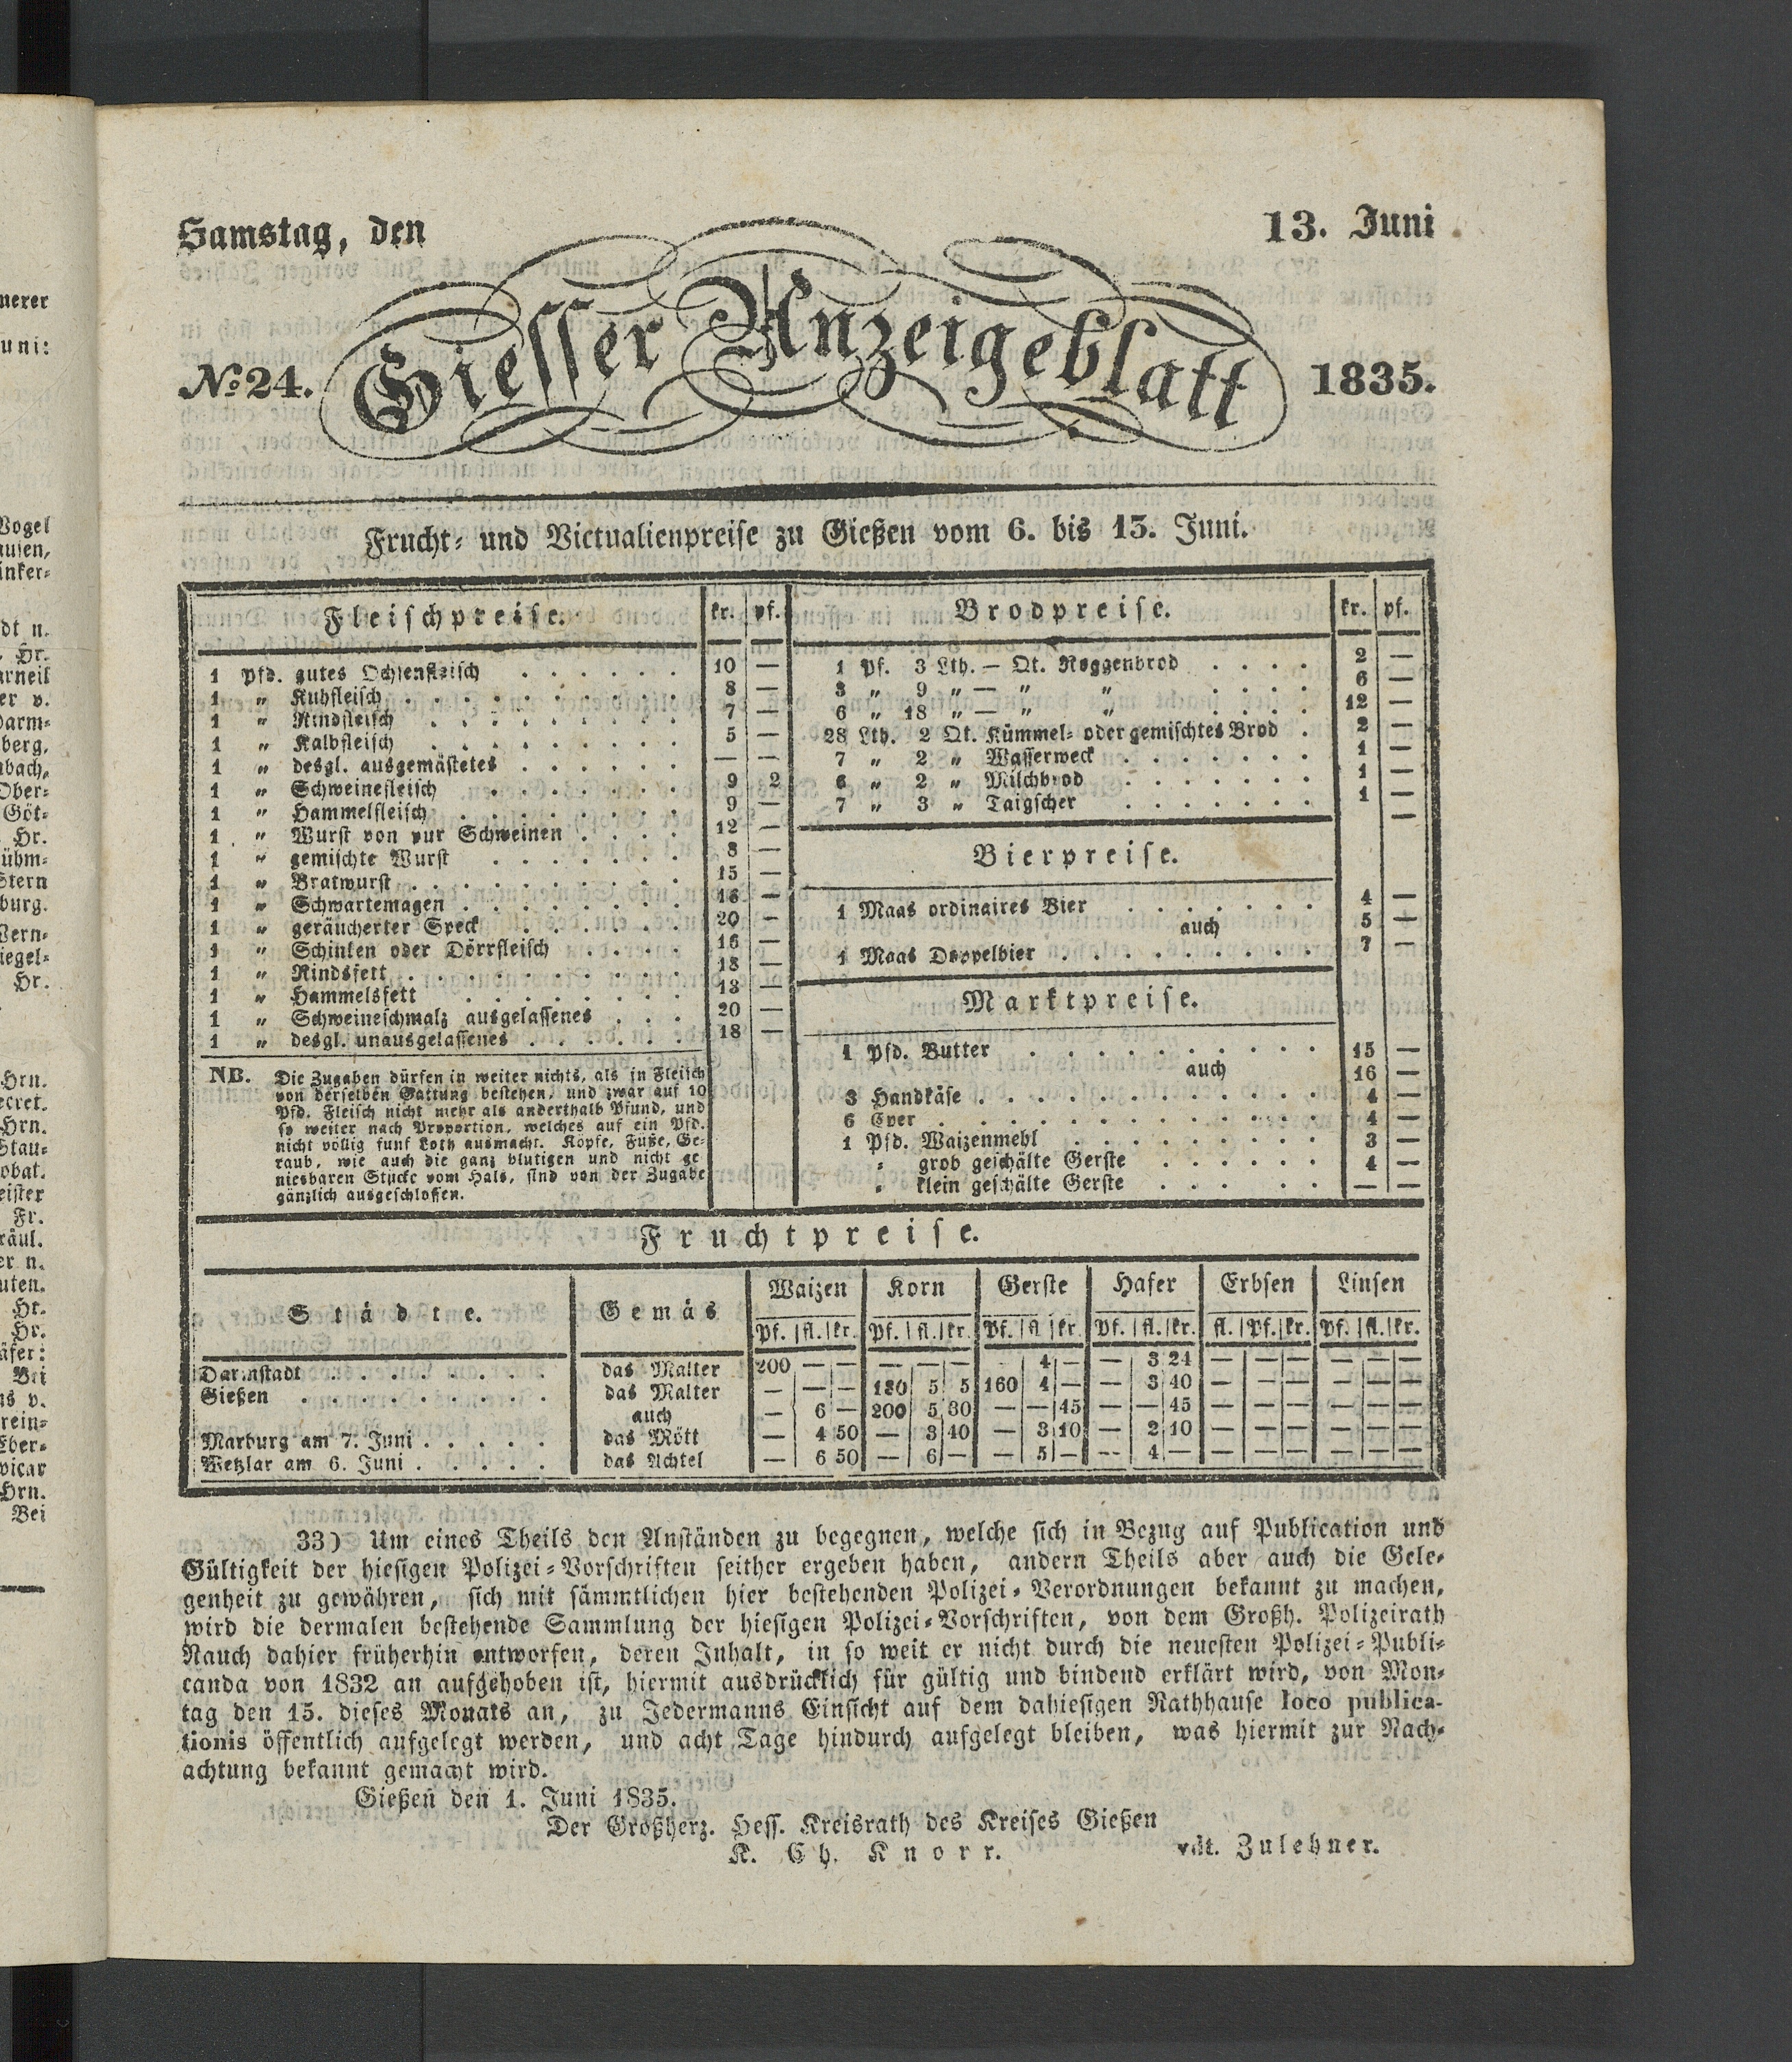 Samstag, den 13. Juni
No. 24. Giesser Anzeigeblatt 1835.
Frucht- und Victualienpreise zu Gießen vom 6. bis 13. Juni.
Fleischpreise. kr. pf.
1 Pfd. gutes Ochsenfleisch . . . . . . 10 —
1 „ Kuhfleisch . . . . . . . . . 8 —
1 „ Rindfleisch . . . . . . . . . 7 —
1 „ Kalbfleisch . . . . . . . . . 5 —
1 „ desgl. ausgemästetes . . . . . . — —
1 „ Schweinefleisch . . . . . . . 9 2
1 „ Hammelfleisch . . . . . . . . 9 —
1 „ Wurst von pur Schweinen . . . . 12 —
1 „ gemischte Wurst . . . . . . . 8 —
1 „ Bratwurst . . . . . . . . . 15 —
1 „ Schwartemagen . . . . . . . . 16 —
1 „ geräucherter Speck . . . . . . 20 —
1 „ Schinken oder Dörrfleisch . . . . 16 —
1 „ Rindsfett . . . . . . . . . 18 —
1 „ Hammelsfett . . . . . . . . 13 —
1 „ Schweineschmalz ausgelassenes . . . 20 —
1 „ desgl. unausgelassenes . . . . . . 18 —
NB. Die Zugaben dürfen in weiter nichts, als in Fleisch
von derselben Gattung bestehen, und zwar auf 10
Pfd. Fleisch nicht mehr als anderthalb Pfund, und
so weiter nach Proportion, welches auf ein Pfd.
nicht völlig funf Loth ausmacht. Köpfe, Füße, Ge-
raub, wie auch die ganz blutigen und nicht ge
niesbaren Stücke vom Hals, sind von der Zugabe
gänzlich ausgeschlossen.
Brodpreise. kr. pf.
1 Pf. 3 Lth. — Qt. Roggenbrod . . . . 2 —
3 „ 9 „ — „ „ . . . . 6 —
6 „ 18 „ — „ „ . . . . 12 —
28 Lth. 2 Qt. Kümmel- oder gemischtes Brod . 2 —
7 „ 2 „ Wasserweck . . . . . . . 1 —
6 „ 2 „ Milchbrod . . . . . . . 1 —
7 „ 3 „ Taigscher . . . . . . . 1 —
—
Bierpreise.
1 Maas ordinaires Bier . . . . . . . 4 —
auch 5 —
1 Maas Doppelbier . . . . . . . . . 7 —
Marktpreise.
1 Pfd. Butter . . . . . . . . . . 15 —
auch 16 —
3 Handkäse . . . . . . . . . . . . 4 —
6 Eyer . . . . . . . . . . . . . 4 —
1 Pfd. Waizenmehl . . . . . . . . . 3 —
„ grob geschälte Gerste . . . . . . 4 —
„ klein geschälte Gerste . . . . . — —
Fruchtpreise.
Städte. Gemäs Waizen Korn Gerste Hafer Erbsen Linsen
Pf. fl. kr. Pf. fl. kr. Pf. fl kr. Pf. fl. kr. fl. Pf. kr. Pf. fl. kr.
Darmstadt . . . . . . . . das Malter 200 — — — — — 4 — — 3 24 — — — — — —
Gießen . . . . . . . . . das Malter — — — 180 5 5 160 4 — — 3 40 — — — — — —
auch — 6 — 200 5 30 — — 45 — — 45 — — — — — —
Marburg am 7. Juni . . . . . das Mött — 4 50 — 3 40 — 3 10 — 2 10 — — — — — —
Wetzlar am 6. Juni . . . . . das Achtel — 6 50 — 6 — — 5 — — 4 — — — — — — —
33) Um eines Theils den Anständen zu begegnen, welche sich in Bezug auf Publication und
Gültigkeit der hiesigen Polizei-Vorschriften seither ergeben haben, andern Theils aber auch die Gele-
genheit zu gewähren, sich mit sämmtlichen hier bestehenden Polizei-Verordnungen bekannt zu machen,
wird die dermalen bestehende Sammlung der hiesigen Polizei-Vorschriften, von dem Großh. Polizeirath
Nauch dahier früherhin entworfen, deren Inhalt, in so weit er nicht durch die neuesten Polizei-Publi-
canda von 1832 an aufgehoben ist, hiermit ausdrücklich für gültig und bindend erklärt wird, von Mon-
tag den 15. dieses Monats an, zu Jedermanns Einsicht auf dem dahiesigen Rathhause loco publica-
tionis öffentlich aufgelegt werden, und acht Tage hindurch aufgelegt bleiben, was hiermit zur Nach-
achtung bekannt gemacht wird.
Gießen den 1. Juni 1835.
Der Großherz. Hess. Kreisrath des Kreises Gießen
K. Ch. Knorr. vdt. Zulehner.